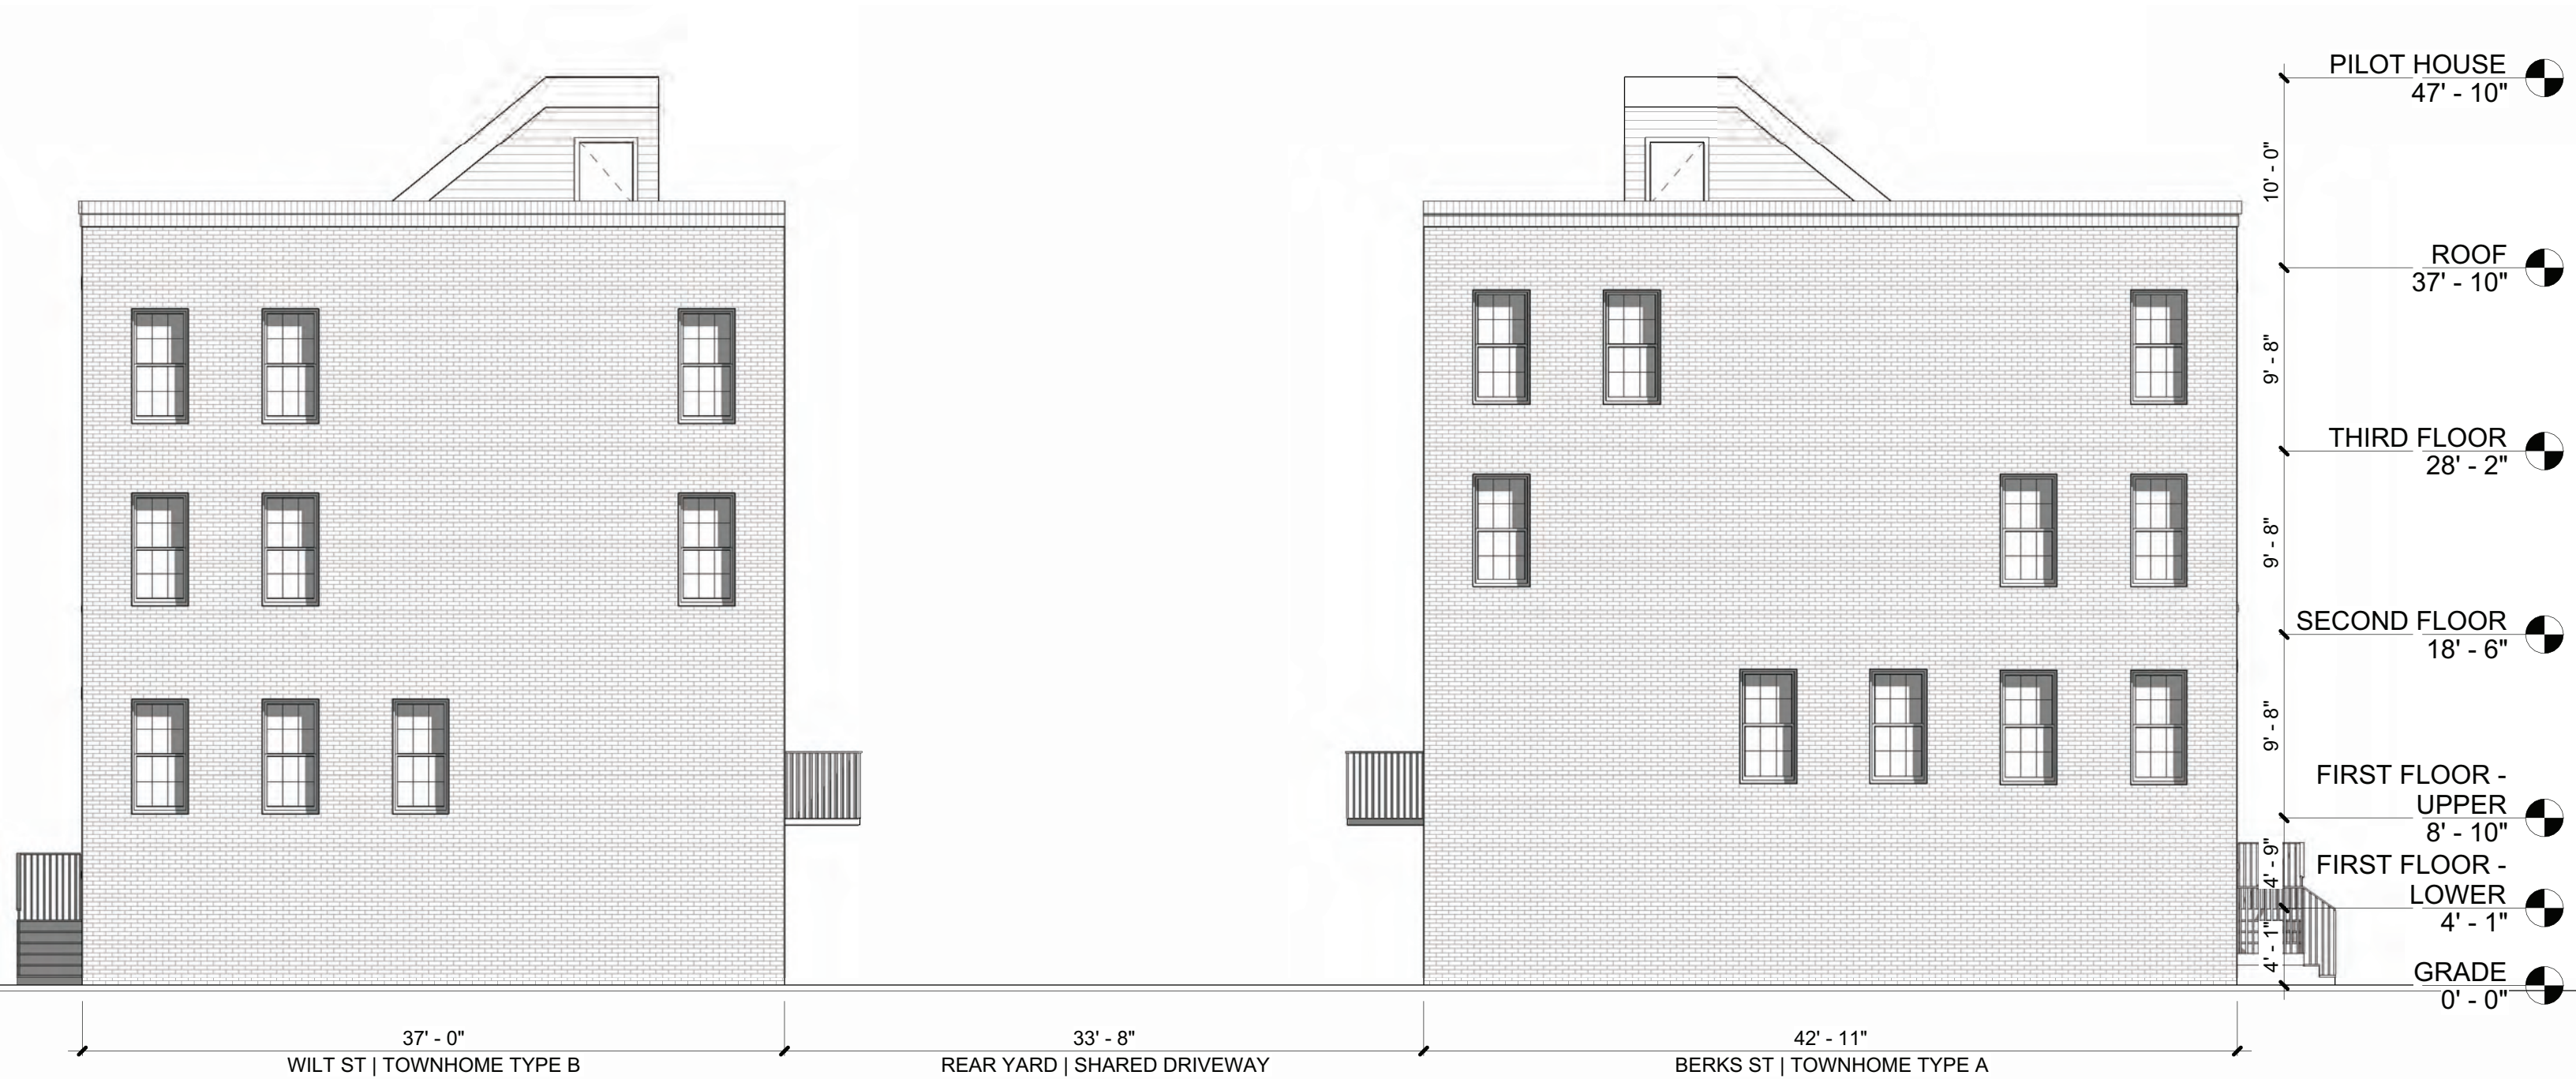 PILOT HOUSE
47' - 10"
10' - 0"
ROOF
37' - 10"
9' - 8"
THIRD FLOOR
28' - 2"
9' - 8"
SECOND FLOOR
18' - 6"
9' - 8"
FIRST FLOOR -
UPPER
8' - 10"
4' - 9"
FIRST FLOOR -
LOWER
4' - 1"
4' - 1"
GRADE
0' - 0"
37' - 0"
WILT ST | TOWNHOME TYPE B
33' - 8"
REAR YARD | SHARED DRIVEWAY
42' - 11"
BERKS ST | TOWNHOME TYPE A